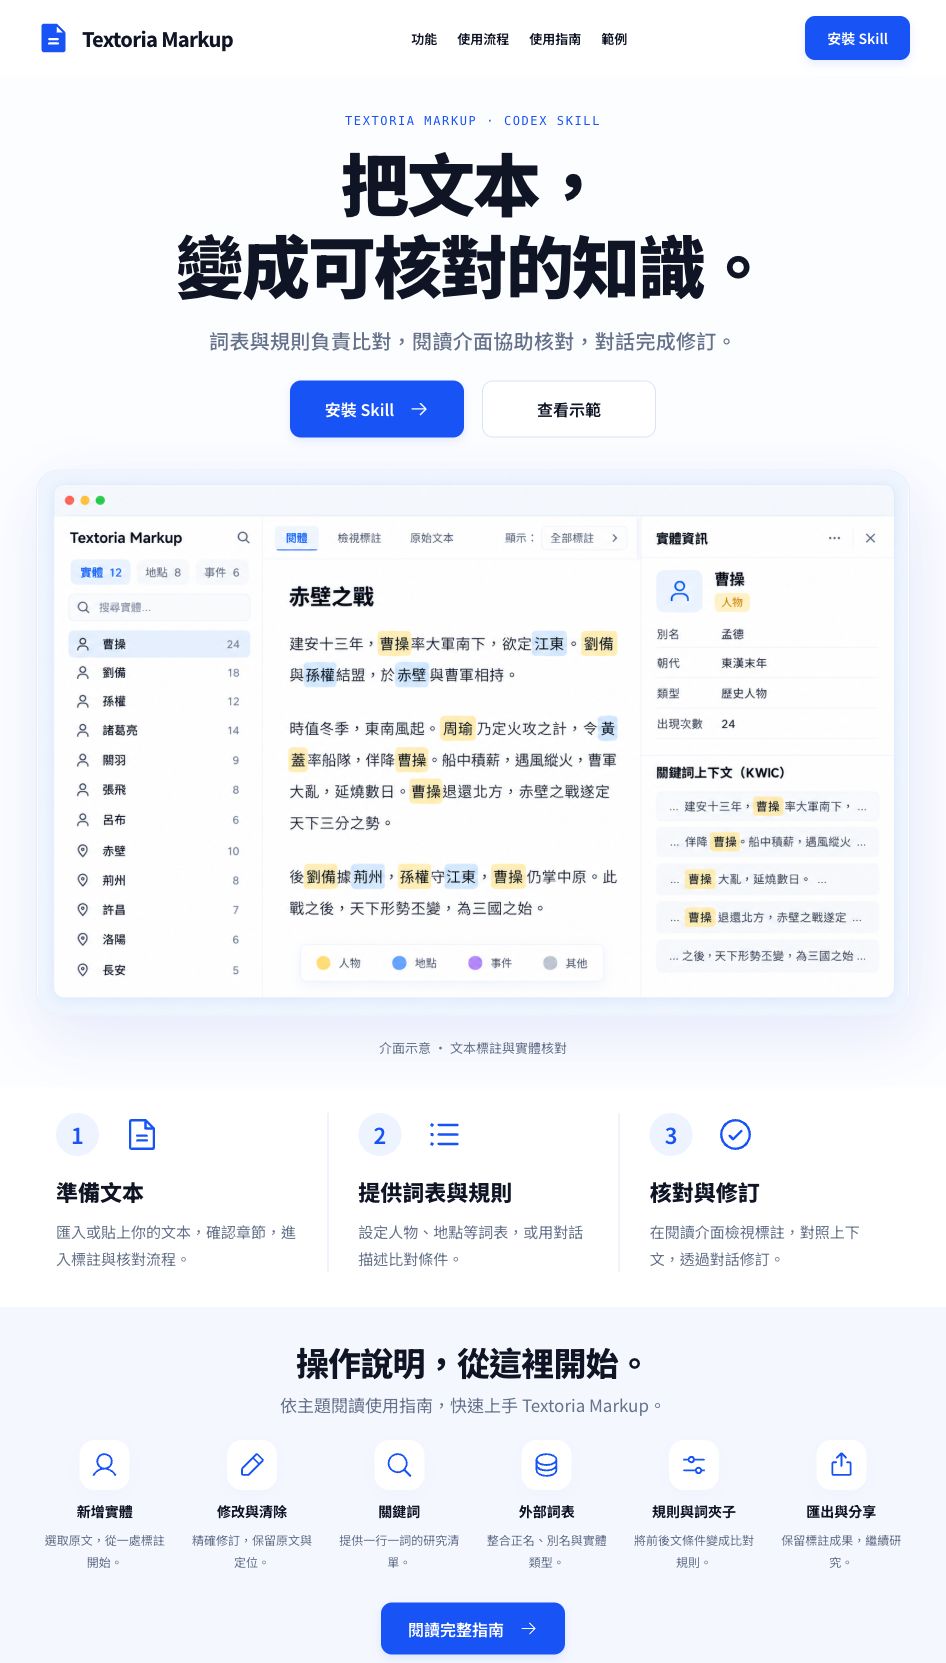 Textoria Markup
功能 使用流程 使用指南 範例
安裝 Skill
TEXTORIA MARKUP · CODEX SKILL
把文本，
變成可核對的知識。
詞表與規則負責比對，閱讀介面協助核對，對話完成修訂。
安裝 Skill →
查看示範
Textoria Markup
實體 12 地點 8 事件 6
搜尋實體...
曹操 24
劉備 18
孫權 12
諸葛亮 14
關羽 9
張飛 8
呂布 6
赤壁 10
荊州 8
許昌 7
洛陽 6
長安 5
閱體 檢視標註 原始文本 顯示： 全部標註
赤壁之戰
建安十三年，曹操率大軍南下，欲定江東。劉備
與孫權結盟，於赤壁與曹軍相持。
時值冬季，東南風起。周瑜乃定火攻之計，令黃
蓋率船隊，佯降曹操。船中積薪，遇風縱火，曹軍
大亂，延燒數日。曹操退還北方，赤壁之戰遂定
天下三分之勢。
後劉備據荊州，孫權守江東，曹操仍掌中原。此
戰之後，天下形勢丕變，為三國之始。
人物 地點 事件 其他
實體資訊
曹操
人物
別名 孟德
朝代 東漢末年
類型 歷史人物
出現次數 24
關鍵詞上下文（KWIC）
... 建安十三年，曹操率大軍南下， ...
... 佯降曹操。船中積薪，遇風縱火 ...
... 曹操大亂，延燒數日。 ...
... 曹操退還北方，赤壁之戰遂定 ...
... 之後，天下形勢丕變，為三國之始 ...
介面示意 · 文本標註與實體核對
1
準備文本
匯入或貼上你的文本，確認章節，進
入標註與核對流程。
2
提供詞表與規則
設定人物、地點等詞表，或用對話
描述比對條件。
3
核對與修訂
在閱讀介面檢視標註，對照上下
文，透過對話修訂。
操作說明，從這裡開始。
依主題閱讀使用指南，快速上手 Textoria Markup。
新增實體
選取原文，從一處標註
開始。
修改與清除
精確修訂，保留原文與
定位。
關鍵詞
提供一行一詞的研究清
單。
外部詞表
整合正名、別名與實體
類型。
規則與詞夾子
將前後文條件變成比對
規則。
匯出與分享
保留標註成果，繼續研
究。
閱讀完整指南 →